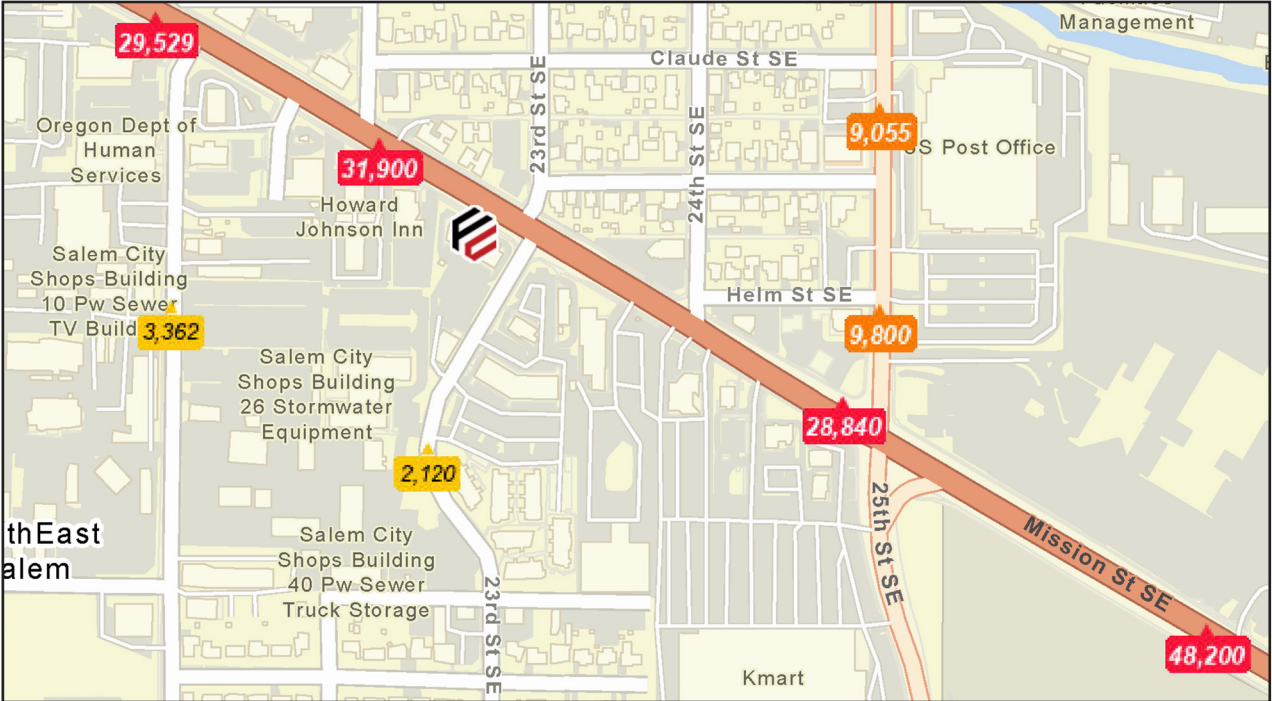 Management
29,529
Claude St SE
23rd St SE
9,055
US Post Office
Oregon Dept of
Human
Services
31,900
24th St SE
Howard
Johnson Inn
Salem City
Shops Building
10 Pw Sewer
TV Build
3,362
Helm St SE
9,800
Salem City
Shops Building
26 Stormwater
Equipment
28,840
2,120
25th St SE
thEast
alem
Salem City
Shops Building
40 Pw Sewer
Truck Storage
Mission St SE
23rd St SE
48,200
Kmart